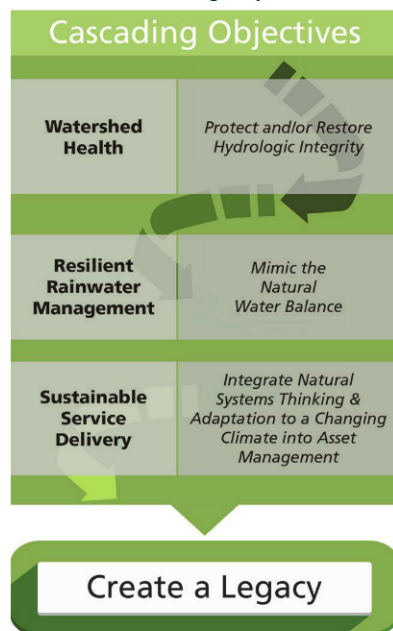 Cascading Objectives
Watershed
Health
Protect and/or Restore
Hydrologic Integrity
Resilient
Rainwater
Management
Mimic the
Natural
Water Balance
Sustainable
Service
Delivery
Integrate Natural
Systems Thinking &
Adaptation to a Changing
Climate into Asset
Management
Create a Legacy